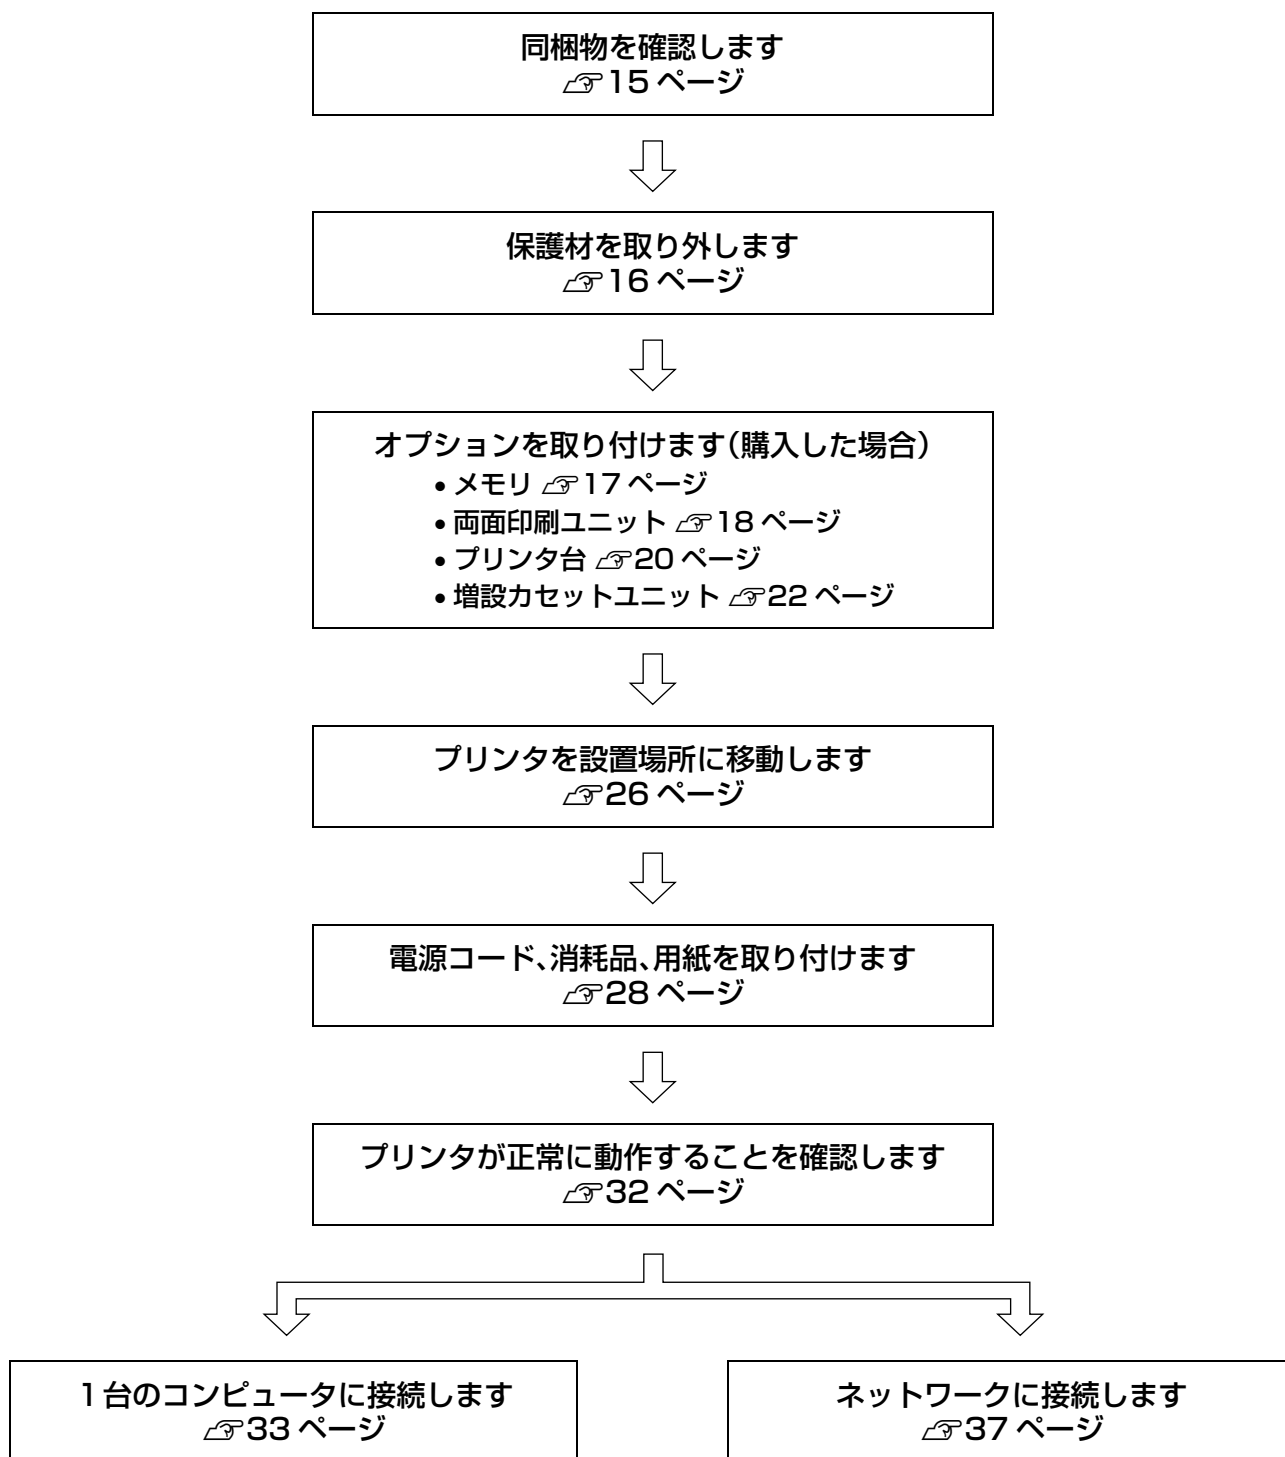 同梱物を確認します
☞15 ページ
保護材を取り外します
☞16 ページ
オプションを取り付けます(購入した場合)
• メモリ ☞17 ページ
• 両面印刷ユニット ☞18 ページ
• プリンタ台 ☞20 ページ
• 増設カセットユニット ☞22 ページ
プリンタを設置場所に移動します
☞26 ページ
電源コード、消耗品、用紙を取り付けます
☞28 ページ
プリンタが正常に動作することを確認します
☞32 ページ
1台のコンピュータに接続します
☞33 ページ
ネットワークに接続します
☞37 ページ